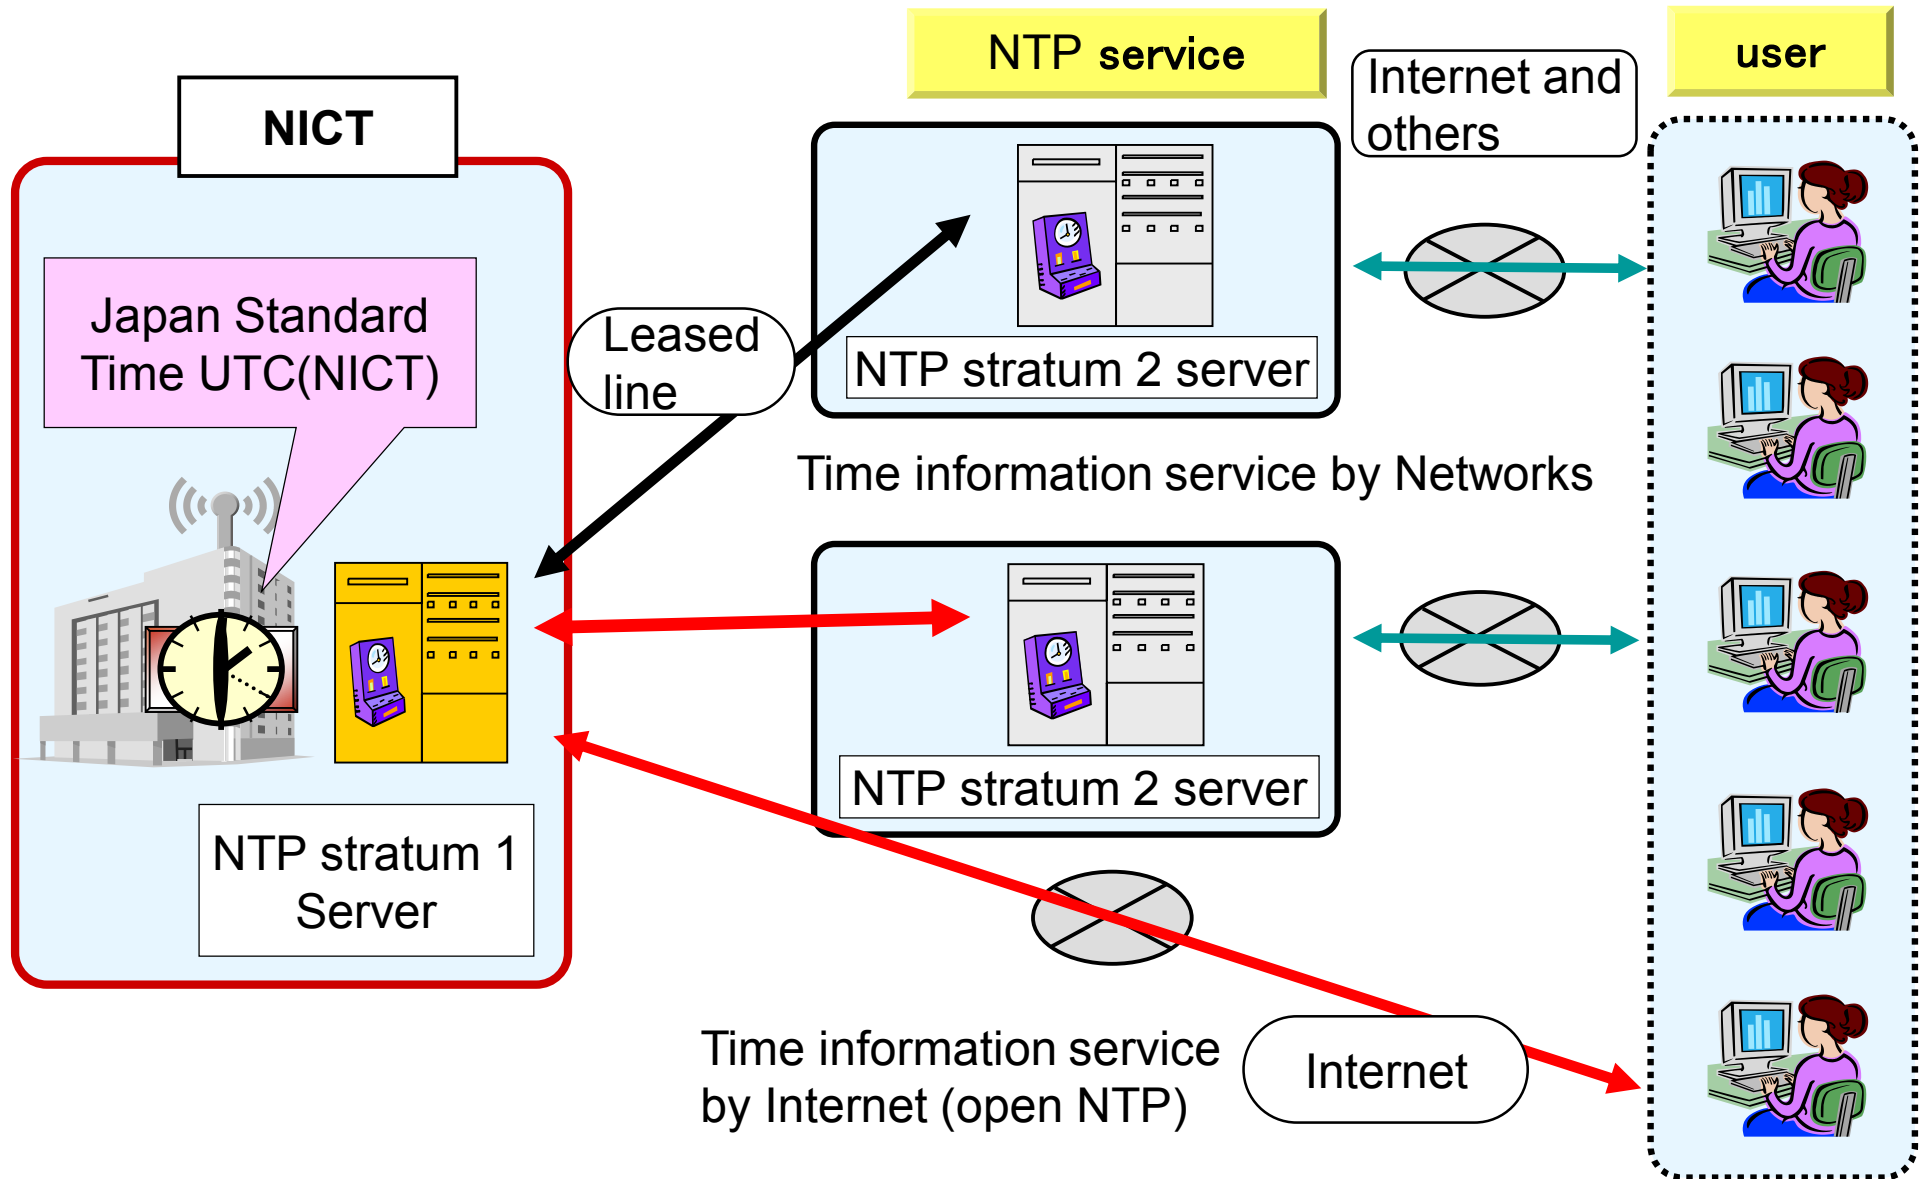 NTP service
user
Internet and
others
NICT
Japan Standard
Time UTC(NICT)
Leased
line
NTP stratum 2 server
Time information service by Networks
NTP stratum 2 server
NTP stratum 1
Server
Time information service
by Internet (open NTP)
Internet